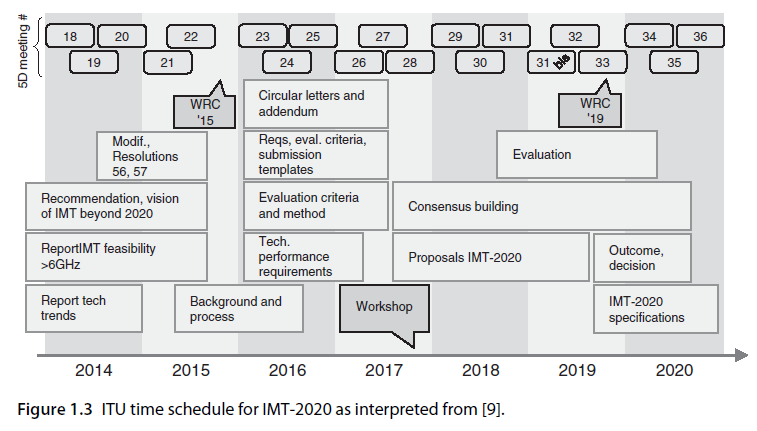 5D meeting #
18
20
22
23
25
27
29
31
32
34
36
19
21
24
26
28
30
31 bis
33
35
WRC
'15
Circular letters and
addendum
WRC
'19
Modif.,
Resolutions
56, 57
Reqs, eval. criteria,
submission
templates
Evaluation
Recommendation, vision
of IMT beyond 2020
Evaluation criteria
and method
Consensus building
ReportIMT feasibility
>6GHz
Tech.
performance
requirements
Proposals IMT-2020
Outcome,
decision
Report tech
trends
Background and
process
Workshop
IMT-2020
specifications
2014
2015
2016
2017
2018
2019
2020
Figure 1.3 ITU time schedule for IMT-2020 as interpreted from [9].